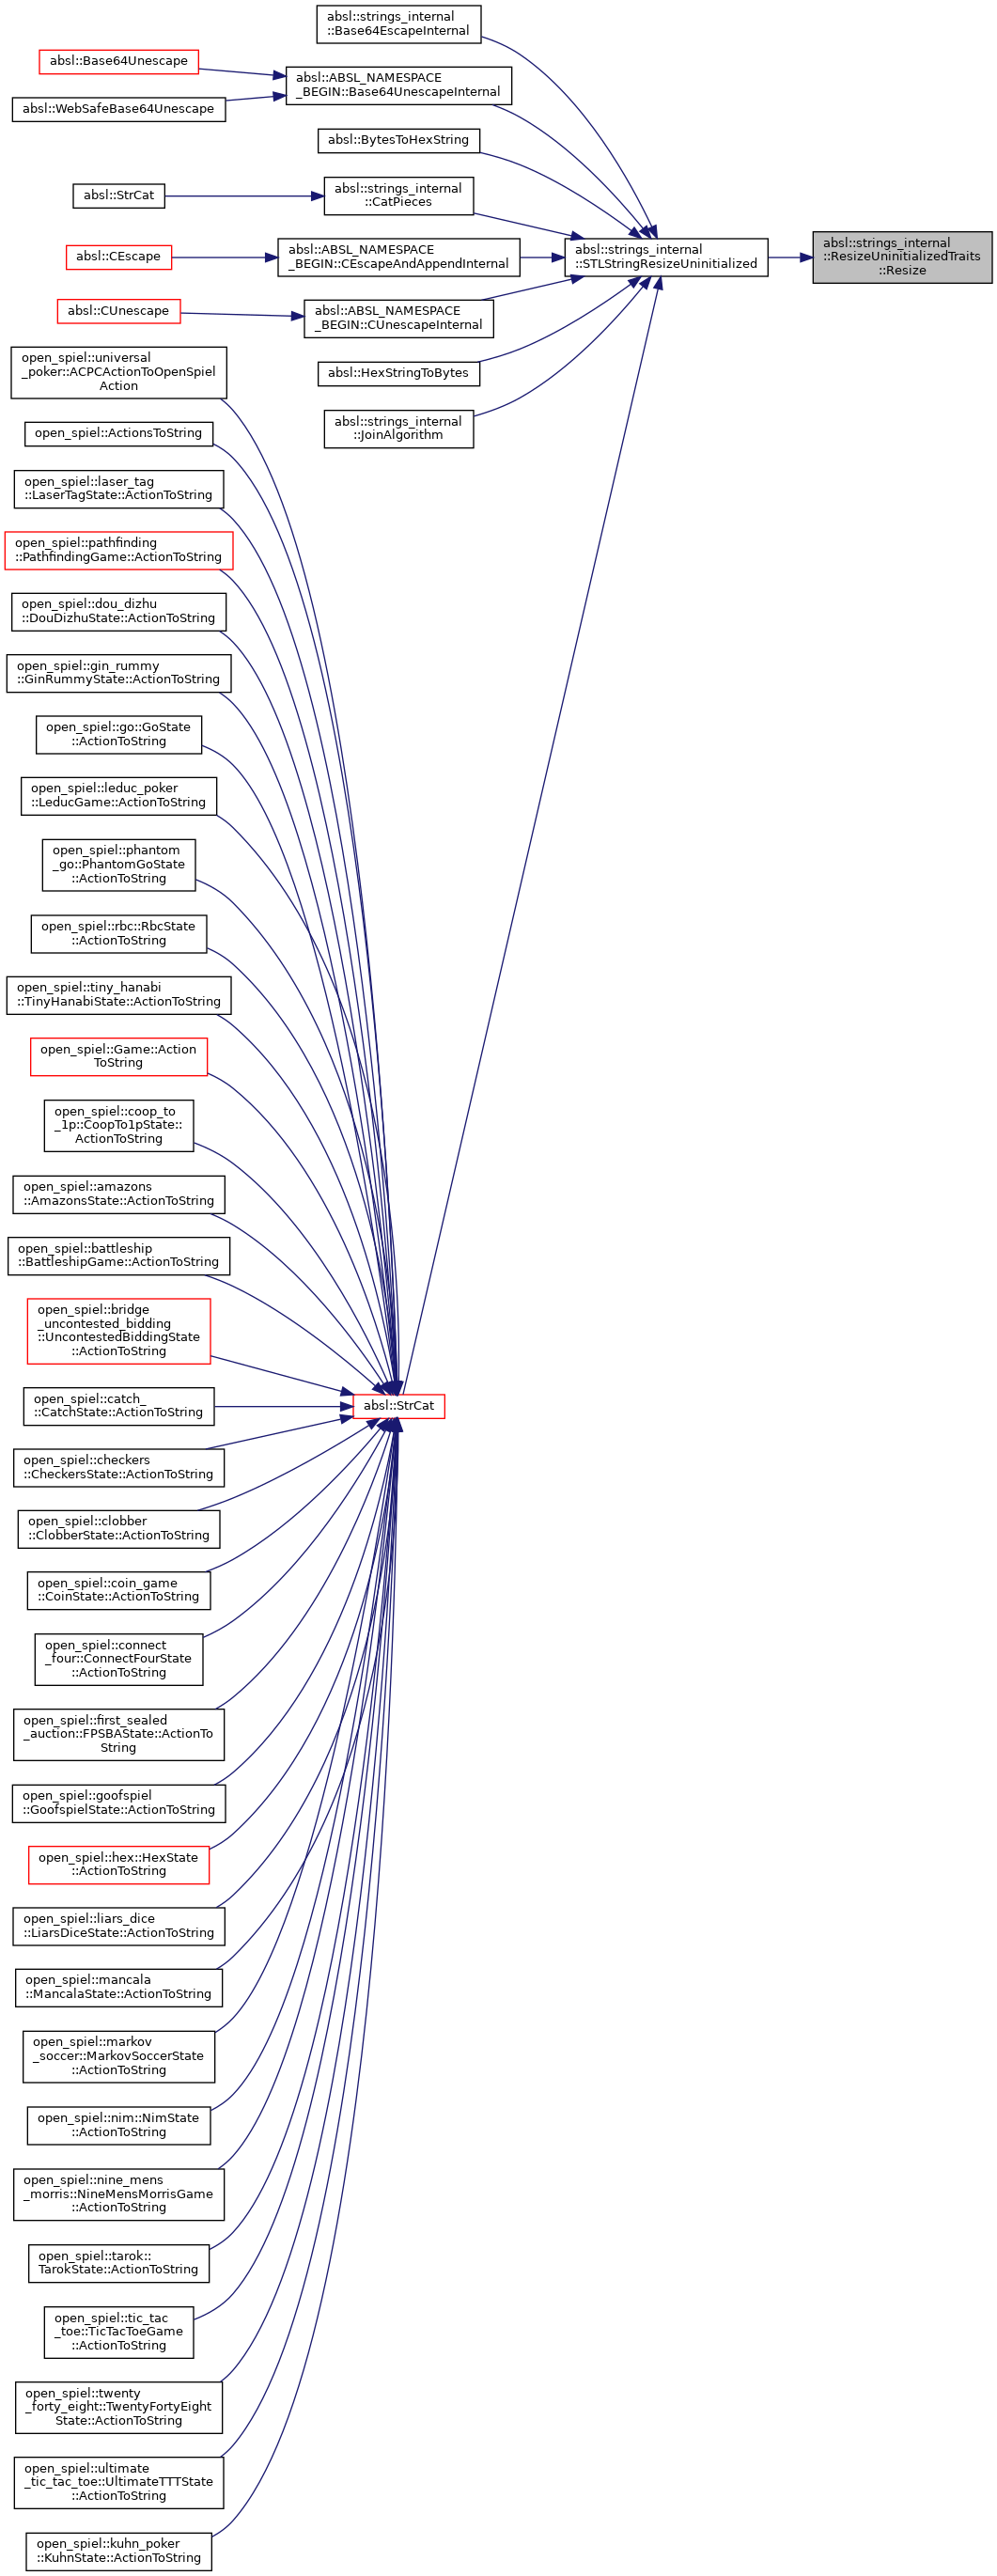 absl::strings_internal
::Base64EscapeInternal
absl::Base64Unescape
absl::ABSL_NAMESPACE
_BEGIN::Base64UnescapeInternal
absl::WebSafeBase64Unescape
absl::BytesToHexString
absl::StrCat
absl::strings_internal
::CatPieces
absl::CEscape
absl::ABSL_NAMESPACE
_BEGIN::CEscapeAndAppendInternal
absl::strings_internal
::STLStringResizeUninitialized
absl::strings_internal
::ResizeUninitializedTraits
::Resize
absl::CUnescape
absl::ABSL_NAMESPACE
_BEGIN::CUnescapeInternal
absl::HexStringToBytes
absl::strings_internal
::JoinAlgorithm
open_spiel::universal
_poker::ACPCActionToOpenSpiel
Action
open_spiel::ActionsToString
open_spiel::laser_tag
::LaserTagState::ActionToString
open_spiel::pathfinding
::PathfindingGame::ActionToString
open_spiel::dou_dizhu
::DouDizhuState::ActionToString
open_spiel::gin_rummy
::GinRummyState::ActionToString
open_spiel::go::GoState
::ActionToString
open_spiel::leduc_poker
::LeducGame::ActionToString
open_spiel::phantom
_go::PhantomGoState
::ActionToString
open_spiel::rbc::RbcState
::ActionToString
open_spiel::tiny_hanabi
::TinyHanabiState::ActionToString
open_spiel::Game::Action
ToString
open_spiel::coop_to
_1p::CoopTo1pState::
ActionToString
open_spiel::amazons
::AmazonsState::ActionToString
open_spiel::battleship
::BattleshipGame::ActionToString
open_spiel::bridge
_uncontested_bidding
::UncontestedBiddingState
::ActionToString
open_spiel::catch_
::CatchState::ActionToString
absl::StrCat
open_spiel::checkers
::CheckersState::ActionToString
open_spiel::clobber
::ClobberState::ActionToString
open_spiel::coin_game
::CoinState::ActionToString
open_spiel::connect
_four::ConnectFourState
::ActionToString
open_spiel::first_sealed
_auction::FPSBAState::ActionTo
String
open_spiel::goofspiel
::GoofspielState::ActionToString
open_spiel::hex::HexState
::ActionToString
open_spiel::liars_dice
::LiarsDiceState::ActionToString
open_spiel::mancala
::MancalaState::ActionToString
open_spiel::markov
_soccer::MarkovSoccerState
::ActionToString
open_spiel::nim::NimState
::ActionToString
open_spiel::nine_mens
_morris::NineMensMorrisGame
::ActionToString
open_spiel::tarok::
TarokState::ActionToString
open_spiel::tic_tac
_toe::TicTacToeGame
::ActionToString
open_spiel::twenty
_forty_eight::TwentyFortyEight
State::ActionToString
open_spiel::ultimate
_tic_tac_toe::UltimateTTTState
::ActionToString
open_spiel::kuhn_poker
::KuhnState::ActionToString